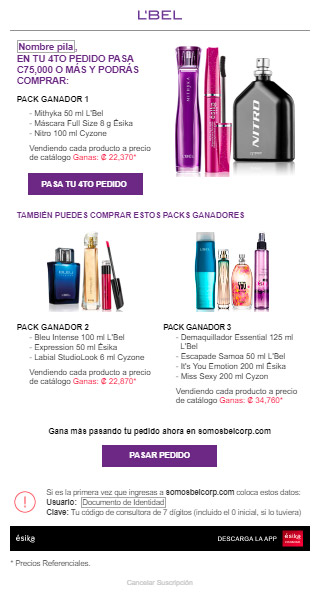 L'BEL
Nombre pila,
EN TU 4TO PEDIDO PASA
C75,000 O MÁS Y PODRÁS
COMPRAR:
PACK GANADOR 1
- Mithyka 50 ml L'Bel
- Máscara Full Size 8 g Ésika
- Nitro 100 ml Cyzone
Vendiendo cada producto a precio
de catálogo Ganas: ₡ 22,370*
PASA TU 4TO PEDIDO
MITHYKA
NITRO
TAMBIÉN PUEDES COMPRAR ESTOS PACKS GANADORES
BLEU
L'BEL
YOU
PACK GANADOR 2
- Bleu Intense 100 ml L'Bel
- Expression 50 ml Ésika
- Labial StudioLook 6 ml Cyzone
Vendiendo cada producto a precio
de catálogo Ganas: ₡ 22,870*
PACK GANADOR 3
- Demaquillador Essential 125 ml
L'Bel
- Escapade Samoa 50 ml L'Bel
- It's You Emotion 200 ml Ésika
- Miss Sexy 200 ml Cyzon
Vendiendo cada producto a precio
de catálogo Ganas: ₡ 34,760*
Gana más pasando tu pedido ahora en somosbelcorp.com
PASAR PEDIDO
Si es la primera vez que ingresas a somosbelcorp.com coloca estos datos:
Usuario: Documento de Identidad
Clave: Tu código de consultora de 7 dígitos (incluido el 0 inicial, si lo tuviera)
ésika
DESCARGA LA APP
ésika
* Precios Referenciales.
Cancelar Suscripción